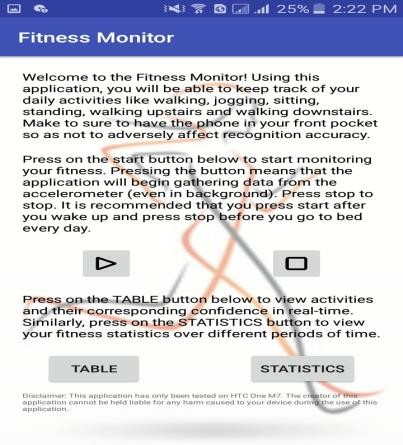 25% 2:22 PM
Fitness Monitor
Welcome to the Fitness Monitor! Using this
application, you will be able to keep track of your
daily activities like walking, jogging, sitting,
standing, walking upstairs and walking downstairs.
Make to sure to have the phone in your front pocket
so as not to adversely affect recognition accuracy.
Press on the start button below to start monitoring
your fitness. Pressing the button means that the
application will begin gathering data from the
accelerometer (even in background). Press stop to
stop. It is recommended that you press start after
you wake up and press stop before you go to bed
every day.
Press on the TABLE button below to view activities
and their corresponding confidence in real-time.
Similarly, press on the STATISTICS button to view
your fitness statistics over different periods of time.
TABLE STATISTICS
Disclaimer: This application has only been tested on HTC One M7. The creator of this
application cannot be held liable for any harm caused to your device during the use of this
application.